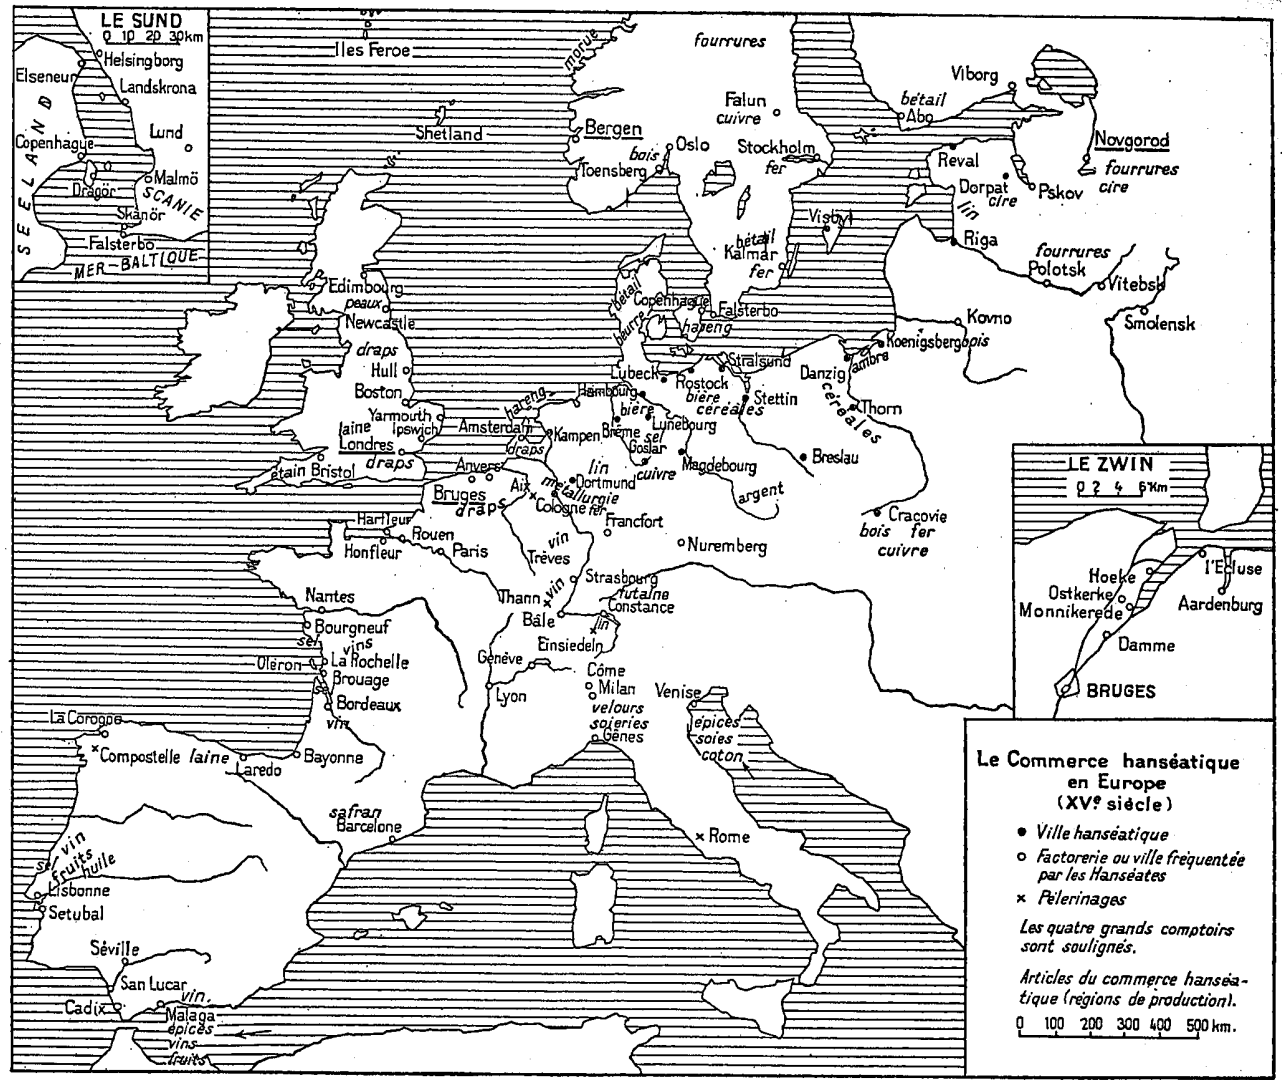 LE SUND
0 10 20 30km
Helsingborg
Elseneur
Landskrona
Lund
Copenhague
Dragör
Malmö
SCANIE
SEELAND
Skanör
Falsterbo
MER-BALTIQUE
Iles Feroe
Shetland
morue
fourrures
Bergen
Falun
cuivre
Oslo
bois
Toensberg
Stockholm
fer
Viborg
bétail
Abo
Novgorod
fourrures
cire
Reval
Dorpat
cire
Pskov
lin
Riga
Visby
bétail
Kalmar
fer
fourrures
Polotsk
Vitebsk
Smolensk
Kovno
Koenigsberg
bois
ambre
Danzig
céréales
Thorn
Edimbourg
peaux
Newcastle
draps
Hull
Boston
Yarmouth
Ipswich
laine
Londres
draps
étain
Bristol
bétail
beurre
Copenhague
Falsterbo
hareng
Stralsund
Lubeck
Rostock
bière
céréales
Stettin
Hambourg
bière
Brême
Lunebourg
sel
Goslar
cuivre
Magdebourg
Breslau
argent
hareng
Amsterdam
Kampen
draps
Anvers
Bruges
draps
lin
Dortmund
métallurgie
Aix
Cologne
fer
Francfort
Cracovie
bois fer
cuivre
Nuremberg
vin
Trèves
Harfleur
Honfleur
Rouen
Paris
Strasbourg
futaine
Thann
vin
Constance
Bâle
lin
Einsiedeln
Nantes
Bourgneuf
sel
vins
Oléron
La Rochelle
Brouage
sel
Bordeaux
vin
Genève
Lyon
Côme
Milan
velours
soieries
Gênes
Venise
épices
soies
coton
La Corogne
Compostelle
laine
Laredo
Bayonne
safran
Barcelone
Rome
sel
vin
fruits
huile
Lisbonne
Setubal
Séville
San Lucar
Cadix
vin
Malaga
épices
vins
fruits
LE ZWIN
0 2 4 6 Km
Hoeke
Ostkerke
Monnikerede
l'Ecluse
Aardenburg
Damme
BRUGES
Le Commerce hanséatique
en Europe
(XVe siècle)
Ville hanséatique
Factorerie ou ville fréquentée
par les Hanséates
Pèlerinages
Les quatre grands comptoirs
sont soulignés.
Articles du commerce hanséa-
tique (régions de production).
0 100 200 300 400 500 km.